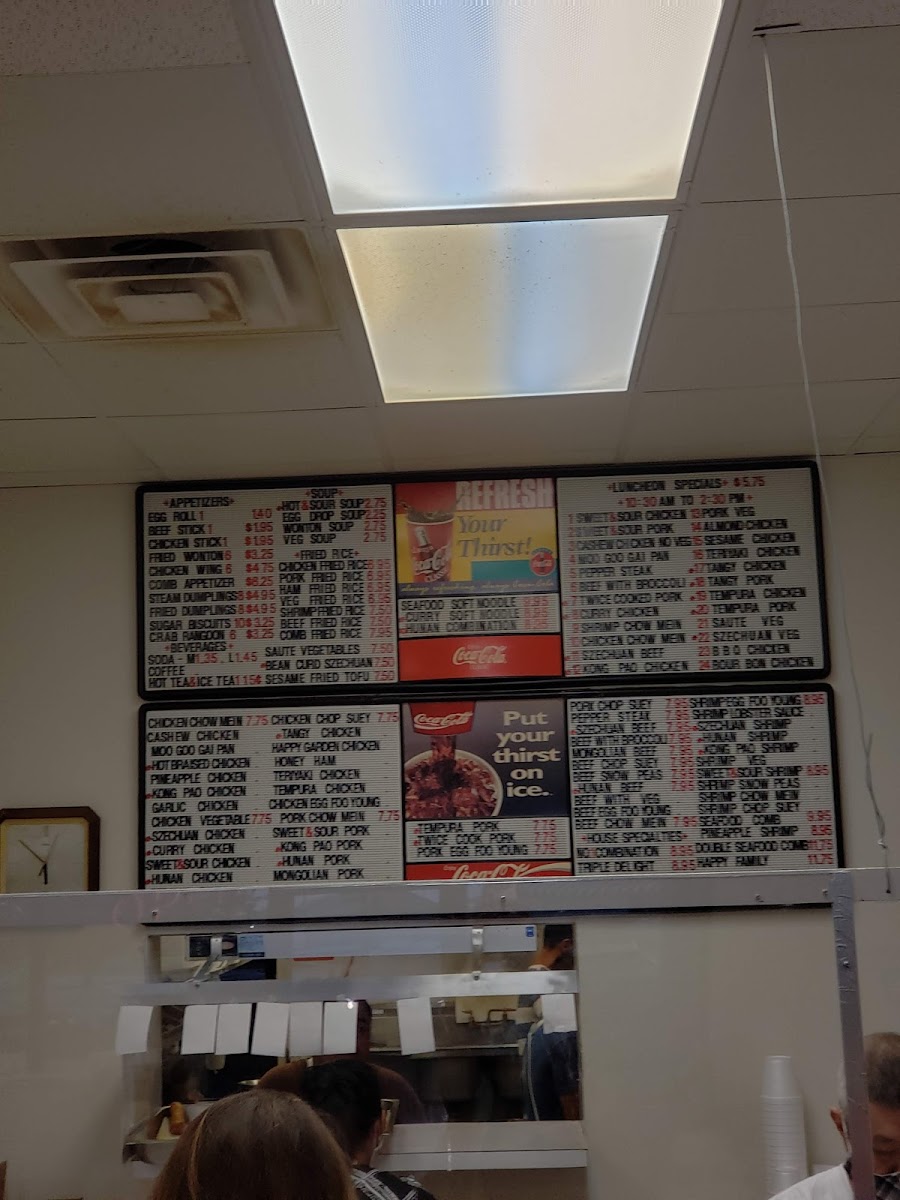 +APPETIZERS+
EGG ROLL 1 1.40
BEEF STICK 1 $1.95
CHICKEN STICK 1 $1.95
FRIED WONTON 6 $3.25
CHICKEN WING 6 $4.75
COMB APPETIZER $6.25
STEAM DUMPLINGS 8 $4.95
FRIED DUMPLINGS 8 $4.95
SUGAR BISCUITS 10 $3.25
CRAB RANGOON 6 $3.25
+BEVERAGES+
SODA - M1.35, L1.45
COFFEE
HOT TEA&ICE TEA 1.15¢
+SOUP+
HOT&SOUR SOUP 2.75
EGG DROP SOUP 2.25
WONTON SOUP 2.75
VEG SOUP 2.75
+FRIED RICE+
CHICKEN FRIED RICE 6.95
PORK FRIED RICE 6.95
HAM FRIED RICE 6.95
VEG FRIED RICE
SHRIMP FRIED RICE 7.50
BEEF FRIED RICE 7.50
COMB FRIED RICE 7.95
SAUTE VEGETABLES 7.50
BEAN CURD SZECHUAN 7.50
SESAME FRIED TOFU 7.50
REFRESH
Your
Thirst!
Coca-Cola
SEAFOOD SOFT NOODLE
CURRY SOFT NOODLE
HUNAN COMBINATION
Coca-Cola
+LUNCHEON SPECIALS+ $5.75
+10:30 AM TO 2:30 PM+
1 SWEET&SOUR CHICKEN
2 SWEET&SOUR PORK
3 CASHEW CHICKEN NO VEG
4 MOO GOO GAI PAN
5 PEPPER STEAK
6 BEEF WITH BROCCOLI
7 TWICE COOKED PORK
CURRY CHICKEN
9 SHRIMP CHOW MEIN
CHICKEN CHOW MEIN
SZECHUAN BEEF
12 KONG PAO CHICKEN
13 PORK VEG
14 ALMOND CHICKEN
15 SESAME CHICKEN
16 TERIYAKI CHICKEN
17 TANGY CHICKEN
18 TANGY PORK
19 TEMPURA CHICKEN
20 TEMPURA PORK
21 SAUTE VEG
22 SZECHUAN VEG
23 B B Q CHICKEN
24 BOUR BON CHICKEN
CHICKEN CHOW MEIN 7.75
CASHEW CHICKEN
MOO GOO GAI PAN
HOT BRAISED CHICKEN
PINEAPPLE CHICKEN
KONG PAO CHICKEN
GARLIC CHICKEN
CHICKEN VEGETABLE 7.75
SZECHUAN CHICKEN
CURRY CHICKEN
SWEET&SOUR CHICKEN
HUNAN CHICKEN
CHICKEN CHOP SUEY 7.75
TANGY CHICKEN
HAPPY GARDEN CHICKEN
HONEY HAM
TERIYAKI CHICKEN
TEMPURA CHICKEN
CHICKEN EGG FOO YOUNG
PORK CHOW MEIN 7.75
SWEET&SOUR PORK
KONG PAO PORK
HUNAN PORK
MONGOLIAN PORK
Coca-Cola
Put
your
thirst
on
ice.
TEMPURA PORK 7.75
TWICE COOK PORK 7.75
PORK EGG FOO YOUNG 7.75
Coca-Cola
PORK CHOP SUEY 7.95
PEPPER STEAK 7.95
SZECHUAN BEEF 7.95
BEEF WITH BROCCOLI 7.95
MONGOLIAN BEEF 7.95
BEEF CHOP SUEY 7.95
BEEF SNOW PEAS 7.95
HUNAN BEEF 7.95
BEEF WITH VEG
BEEF EGG FOO YOUNG
BEEF CHOW MEIN 7.95
+HOUSE SPECIALTIES+
NO.1 COMBINATION 8.95
TRIPLE DELIGHT 8.95
SHRIMP EGG FOO YOUNG 8.95
SHRIMP LOBSTER SAUCE
SZECHUAN SHRIMP
HUNAN SHRIMP
KONG PAO SHRIMP
SHRIMP VEG
SWEET&SOUR SHRIMP 8.95
SHRIMP SNOW PEAS
SHRIMP CHOW MEIN
SHRIMP CHOP SUEY
SEAFOOD COMB 9.95
PINEAPPLE SHRIMP 8.95
DOUBLE SEAFOOD COMB 11.75
HAPPY FAMILY 11.75